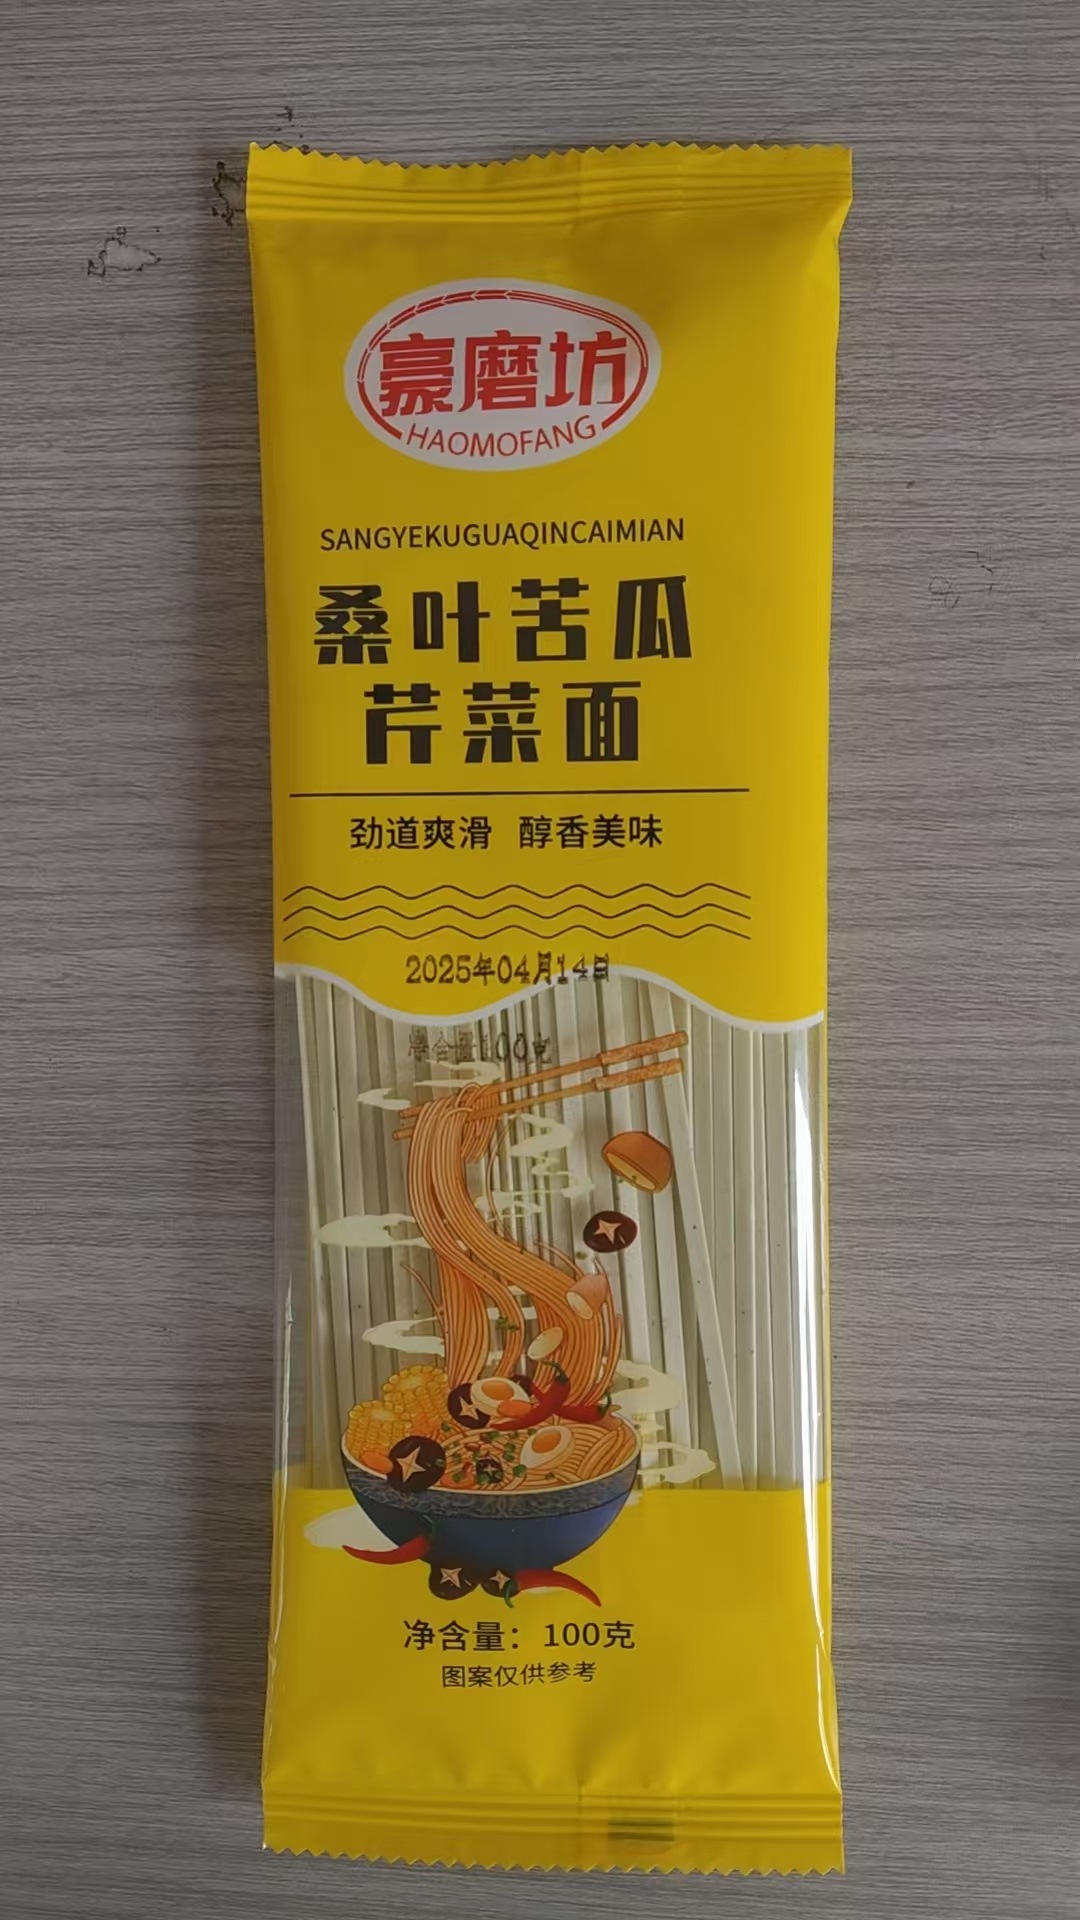 豪磨坊
HAOMOFANG
SANGYEKUGUAQINCAIMIAN
桑叶苦瓜
芹菜面
劲道爽滑 醇香美味
2025年04月14日
净含量100克
净含量：100克
图案仅供参考